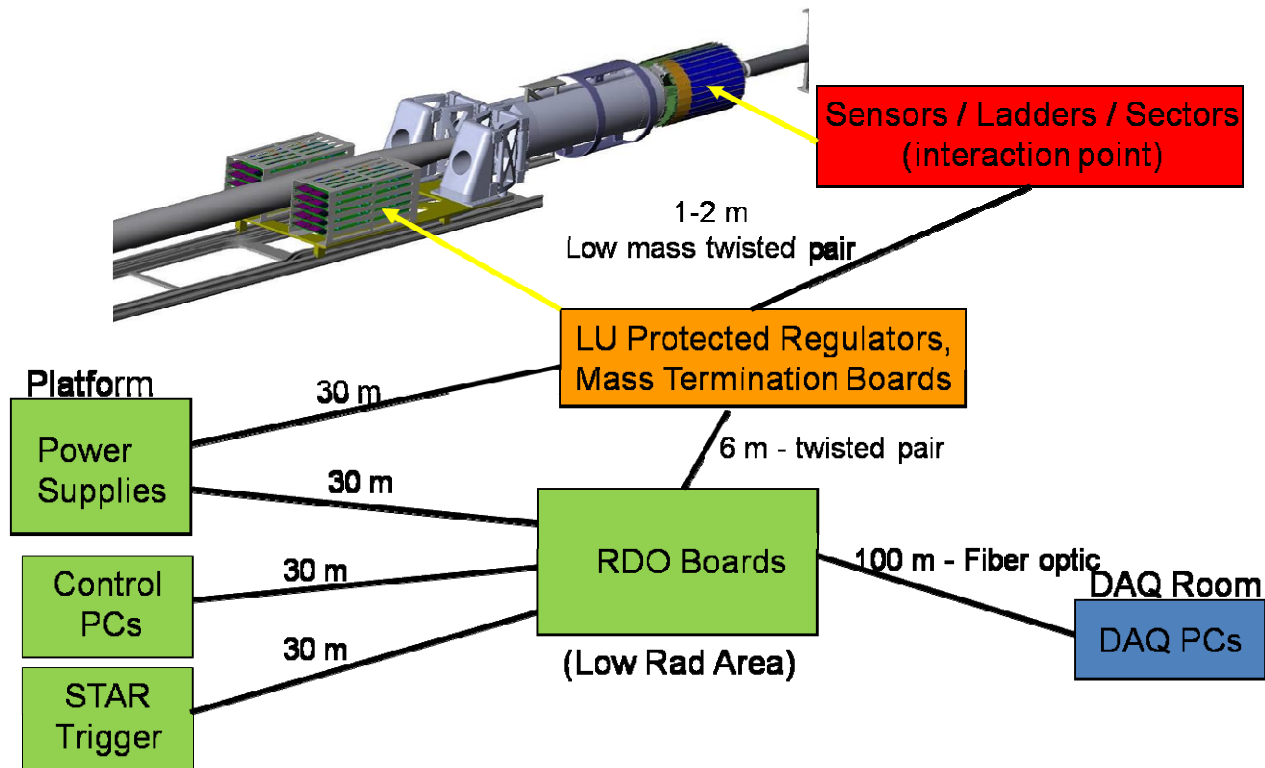 Sensors / Ladders / Sectors
(interaction point)
1-2 m
Low mass twisted pair
LU Protected Regulators,
Mass Termination Boards
Platform
30 m
Power
Supplies
6 m - twisted pair
30 m
RDO Boards
100 m - Fiber optic
Control
PCs
30 m
DAQ Room
DAQ PCs
30 m
(Low Rad Area)
STAR
Trigger